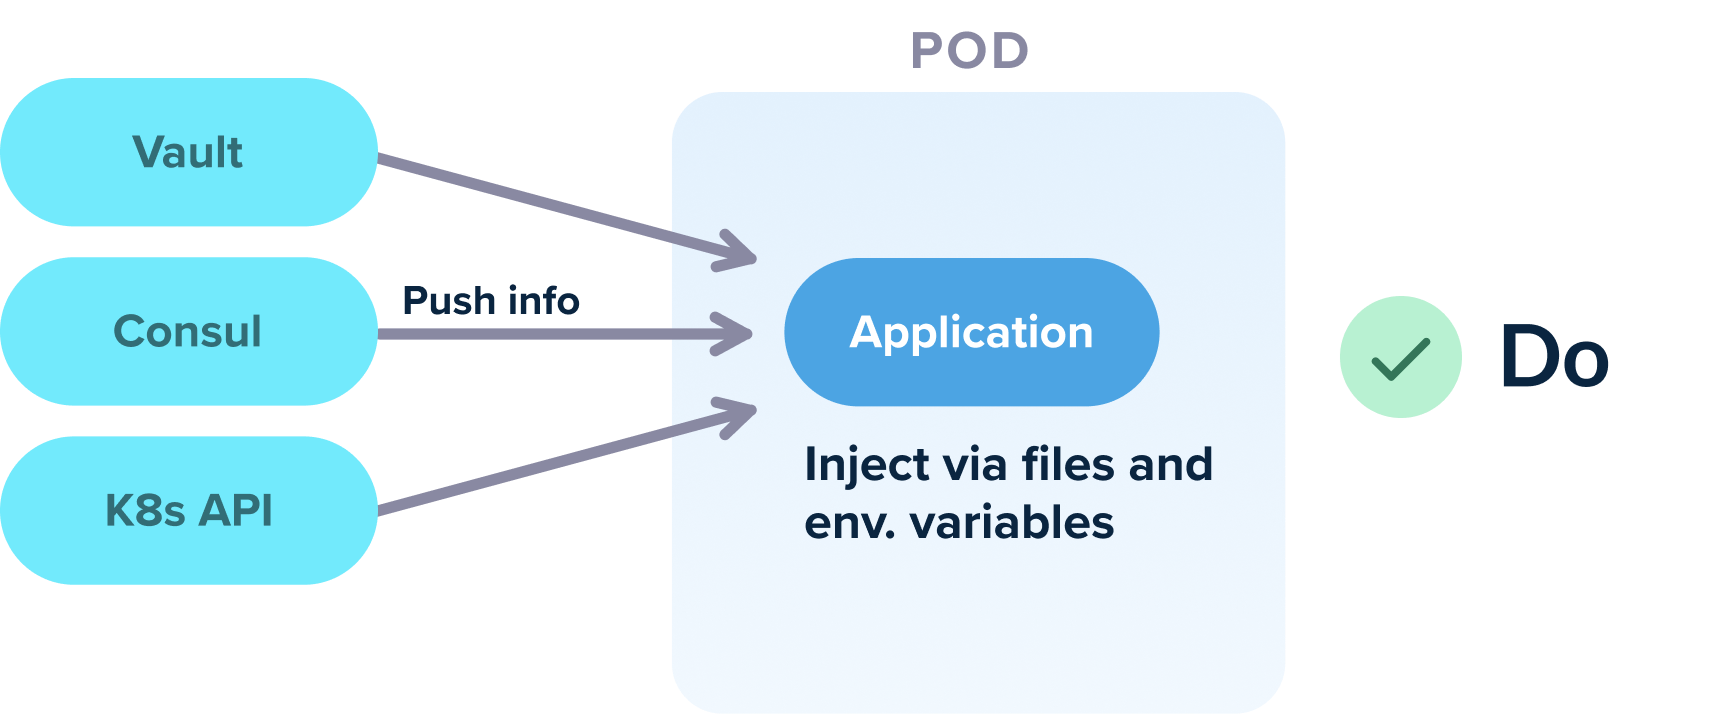 POD
Vault
Consul
K8s API
Push info
Application
Inject via files and
env. variables
Do